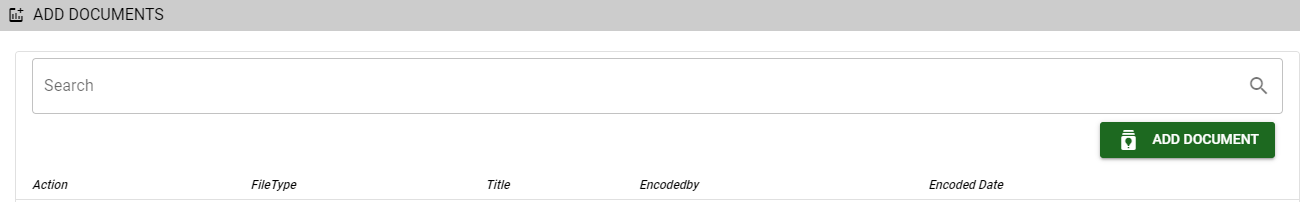 ADD DOCUMENTS
Search
ADD DOCUMENT
Action FileType Title Encodedby Encoded Date